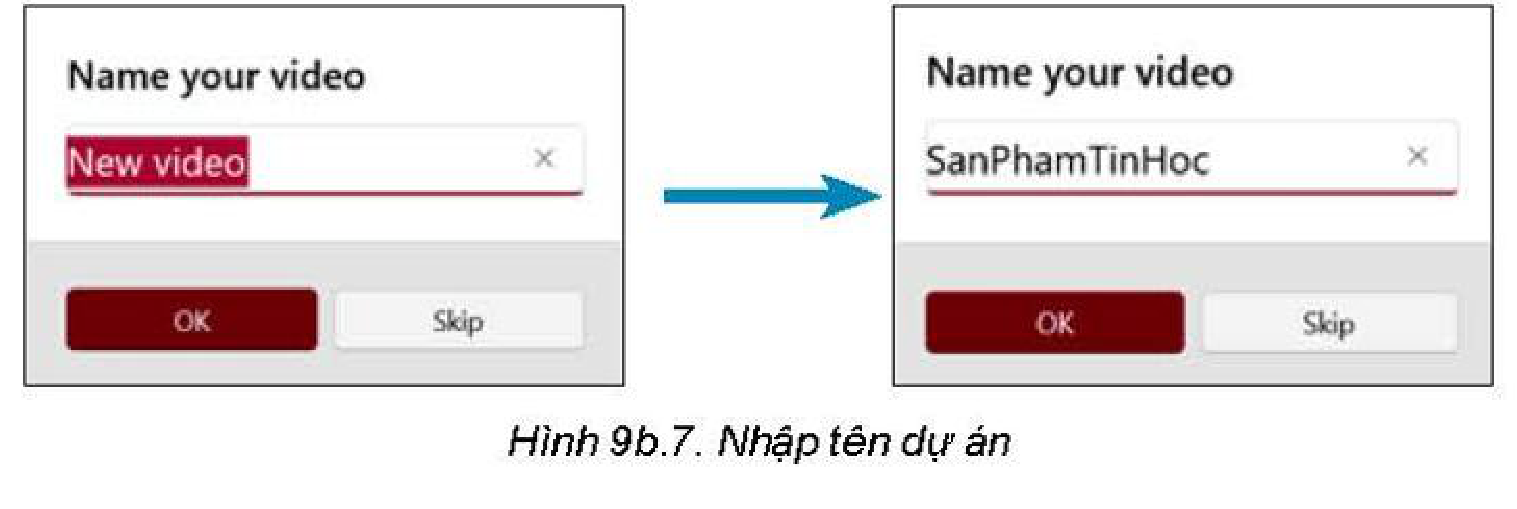 Name your video
New video
OK
Skip
Name your video
SanPhamTinHoc
OK
Skip
Hình 9b.7. Nhập tên dự án